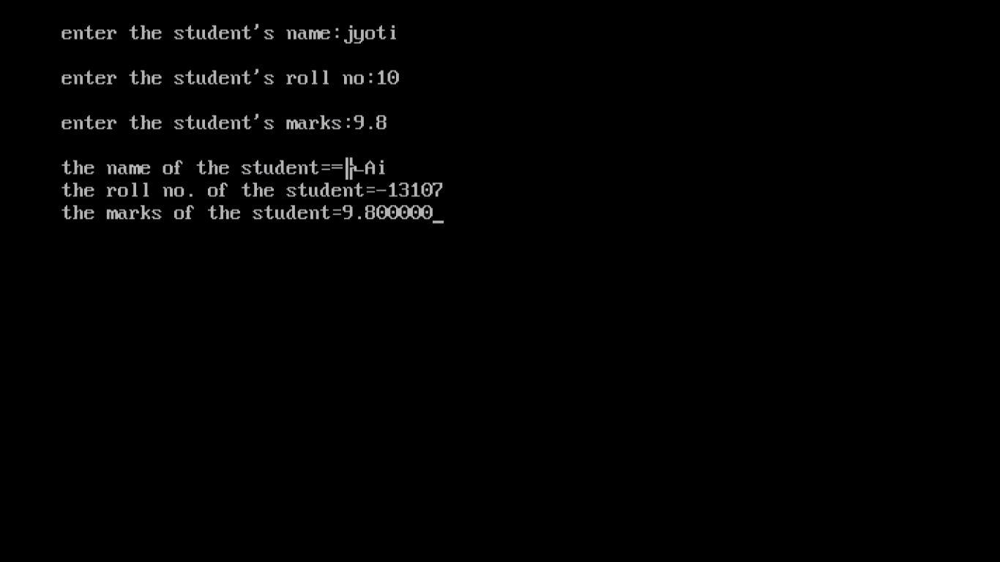 enter the student's name:jyoti
enter the student's roll no:10
enter the student's marks:9.8
the name of the student=═╠∟Ai
the roll no. of the student=-13107
the marks of the student=9.800000_